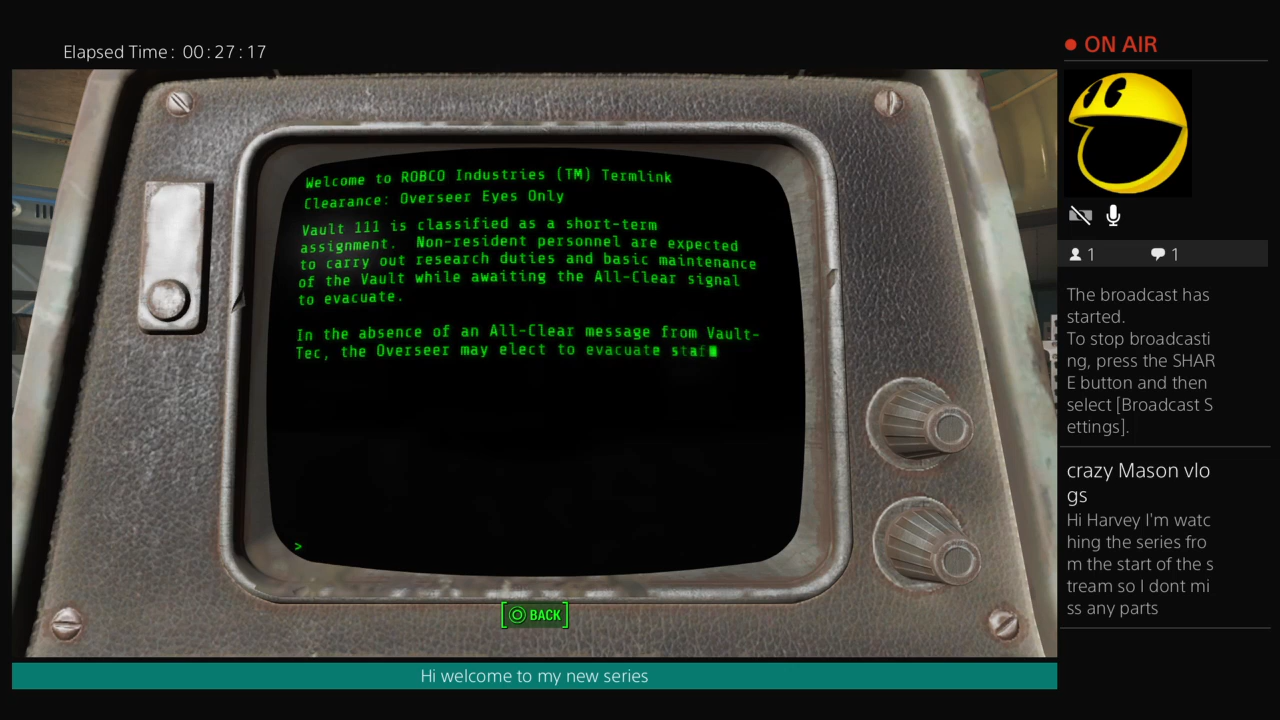 Elapsed Time: 00:27:17
ON AIR
Welcome to ROBCO Industries (TM) Termlink
Clearance: Overseer Eyes Only
Vault 111 is classified as a short-term
assignment.  Non-resident personnel are expected
to carry out research duties and basic maintenance
of the Vault while awaiting the All-Clear signal
to evacuate.
In the absence of an All-Clear message from Vault-
Tec, the Overseer may elect to evacuate staf
>
BACK
Hi welcome to my new series
1
1
The broadcast has
started.
To stop broadcasti
ng, press the SHAR
E button and then
select [Broadcast S
ettings].
crazy Mason vlo
gs
Hi Harvey I'm watc
hing the series fro
m the start of the s
tream so I dont mi
ss any parts